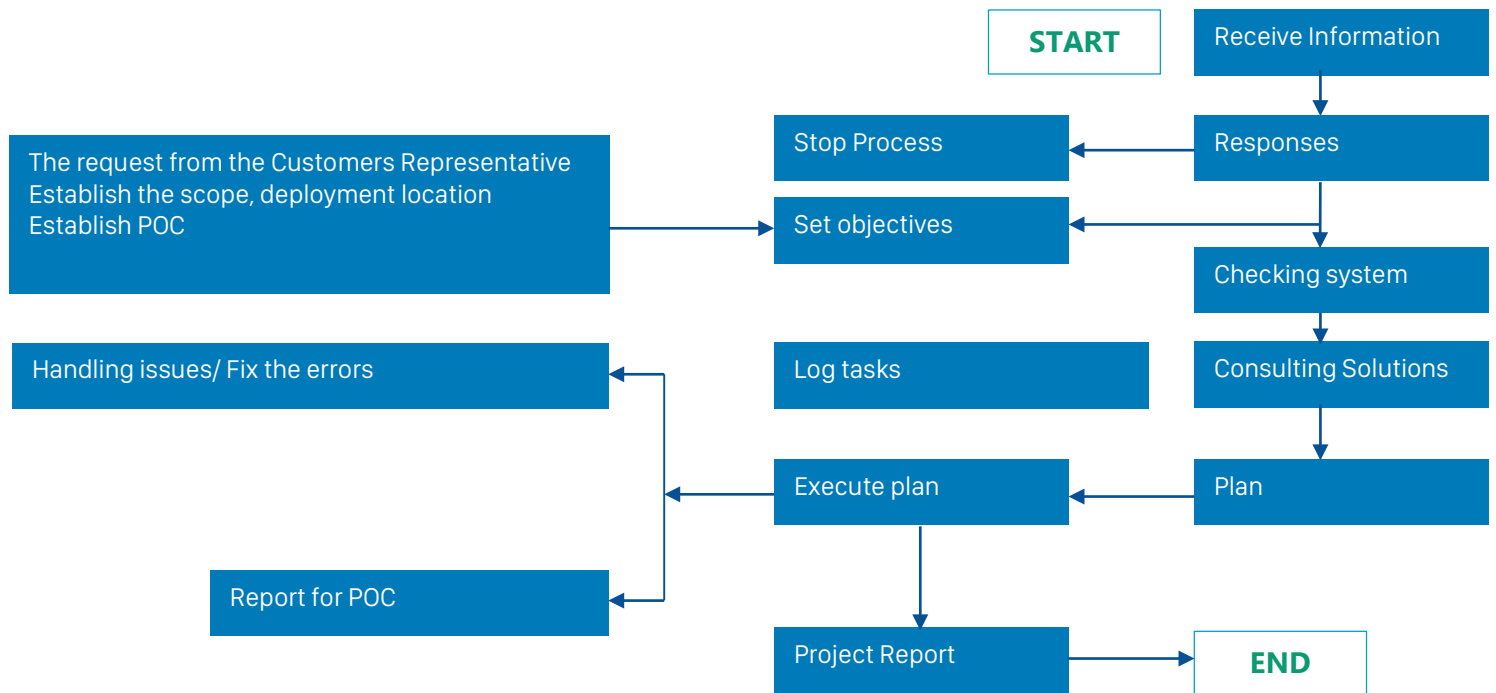 START
Receive Information
Stop Process
Responses
The request from the Customers Representative
Establish the scope, deployment location
Establish POC
Set objectives
Checking system
Handling issues/ Fix the errors
Log tasks
Consulting Solutions
Execute plan
Plan
Report for POC
Project Report
END